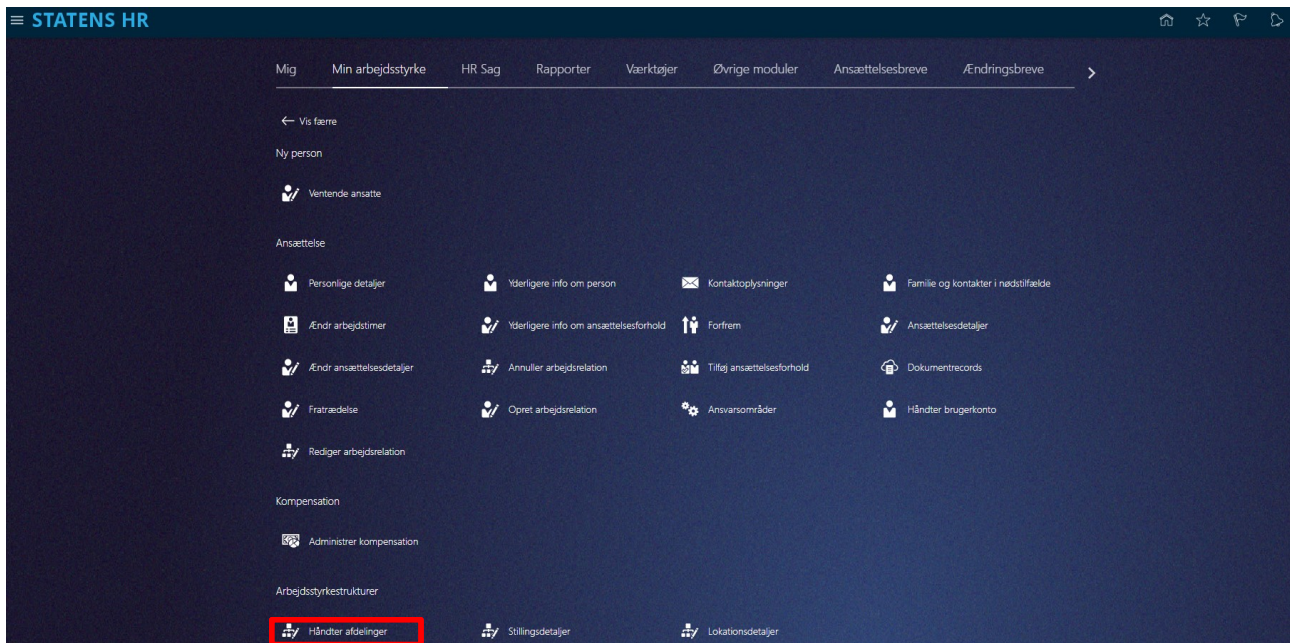 STATENS HR
Mig Min arbejdsstyrke HR Sag Rapporter Værktøjer Øvrige moduler Ansættelsesbreve Ændringsbreve
Vis færre
Ny person
Ventende ansatte
Ansættelse
Personlige detaljer Yderligere info om person Kontaktoplysninger Familie og kontakter i nødstilfælde
Ændr arbejdstimer Yderligere info om ansættelsesforhold Forfrem Ansættelsesdetaljer
Ændr ansættelsesdetaljer Annuller arbejdsrelation Tilføj ansættelsesforhold Dokumentrecords
Fratrædelse Opret arbejdsrelation Ansvarsområder Håndter brugerkonto
Rediger arbejdsrelation
Kompensation
Administrer kompensation
Arbejdsstyrkestrukturer
Håndter afdelinger Stillingsdetaljer Lokationsdetaljer